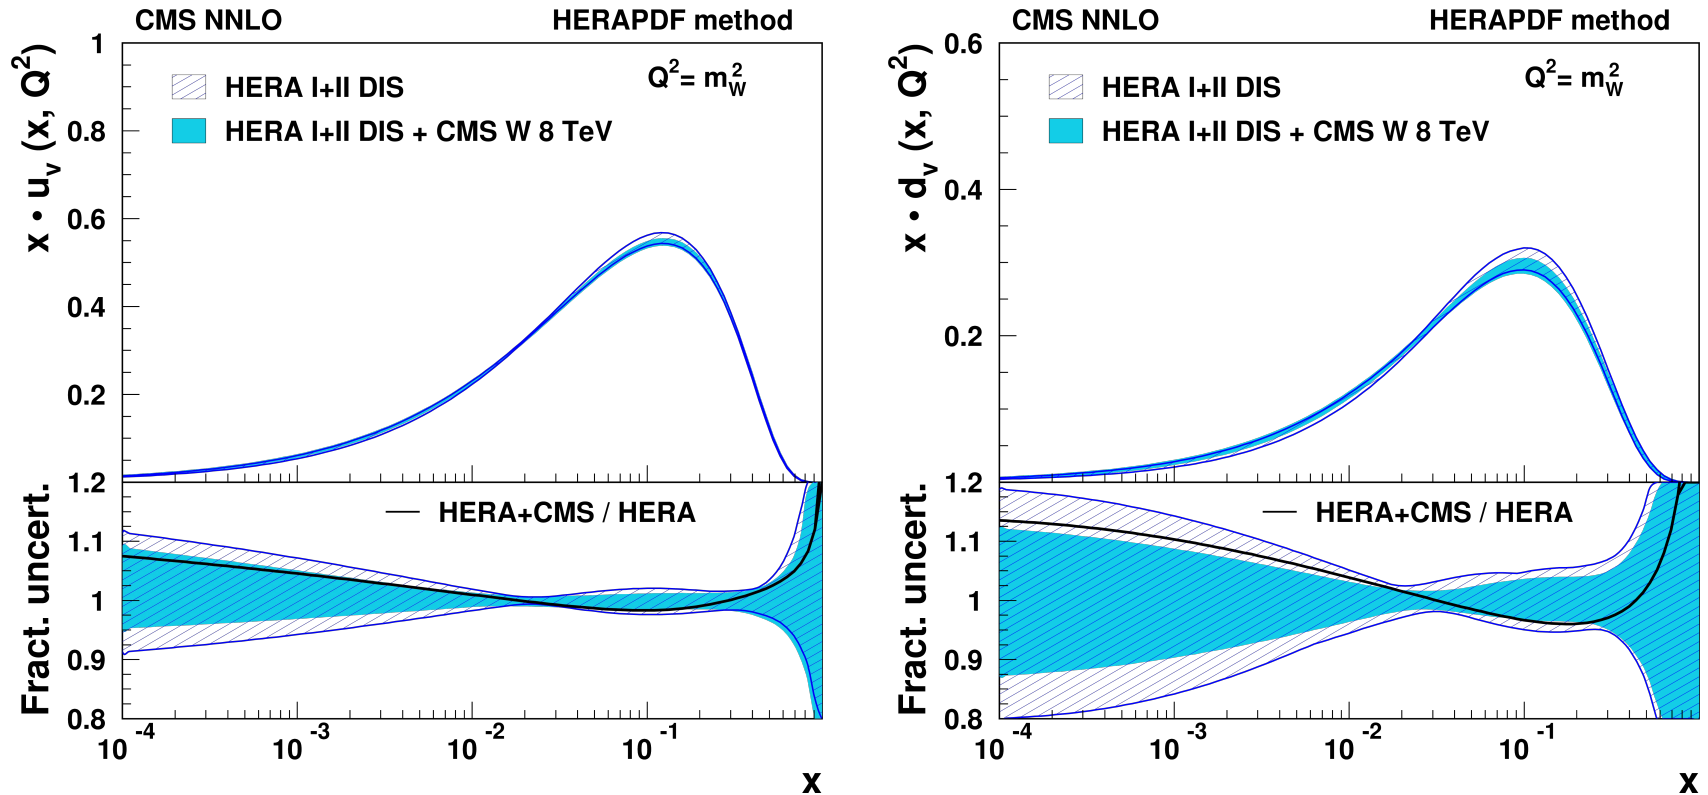 CMS NNLO HERAPDF method
x • u_v (x, Q²)
1
0.8
0.6
0.4
0.2
HERA I+II DIS
HERA I+II DIS + CMS W 8 TeV
Q²= m_W²
Fract. uncert.
1.2
1.1
1
0.9
0.8
HERA+CMS / HERA
10⁻⁴ 10⁻³ 10⁻² 10⁻¹
x
CMS NNLO HERAPDF method
x • d_v (x, Q²)
0.6
0.4
0.2
HERA I+II DIS
HERA I+II DIS + CMS W 8 TeV
Q²= m_W²
Fract. uncert.
1.2
1.1
1
0.9
0.8
HERA+CMS / HERA
10⁻⁴ 10⁻³ 10⁻² 10⁻¹
x